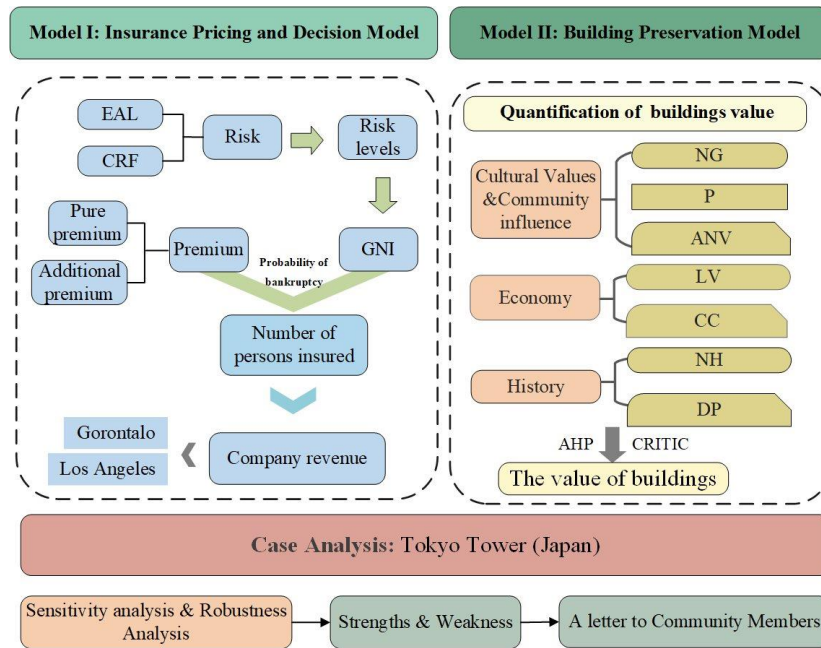 Model I: Insurance Pricing and Decision Model
EAL
CRF
Risk
Risk
levels
Pure
premium
Additional
premium
Premium
GNI
Probability of
bankruptcy
Number of
persons insured
Gorontalo
Los Angeles
Company revenue
Model II: Building Preservation Model
Quantification of buildings value
Cultural Values
&Community
influence
NG
P
ANV
Economy
LV
CC
History
NH
DP
AHP
CRITIC
The value of buildings
Case Analysis: Tokyo Tower (Japan)
Sensitivity analysis & Robustness
Analysis
Strengths & Weakness
A letter to Community Members